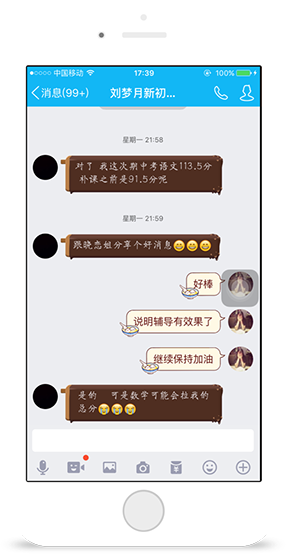 中国移动
17:39
100%
消息(99+)
刘梦月新初...
星期一 21:58
对了 我这次期中考语文113.5分
补课之前是91.5分呢
星期一 21:59
跟晓恋姐分享个好消息
好棒
说明辅导有效果了
继续保持加油
是的 可是数学可能会拉我的
总分